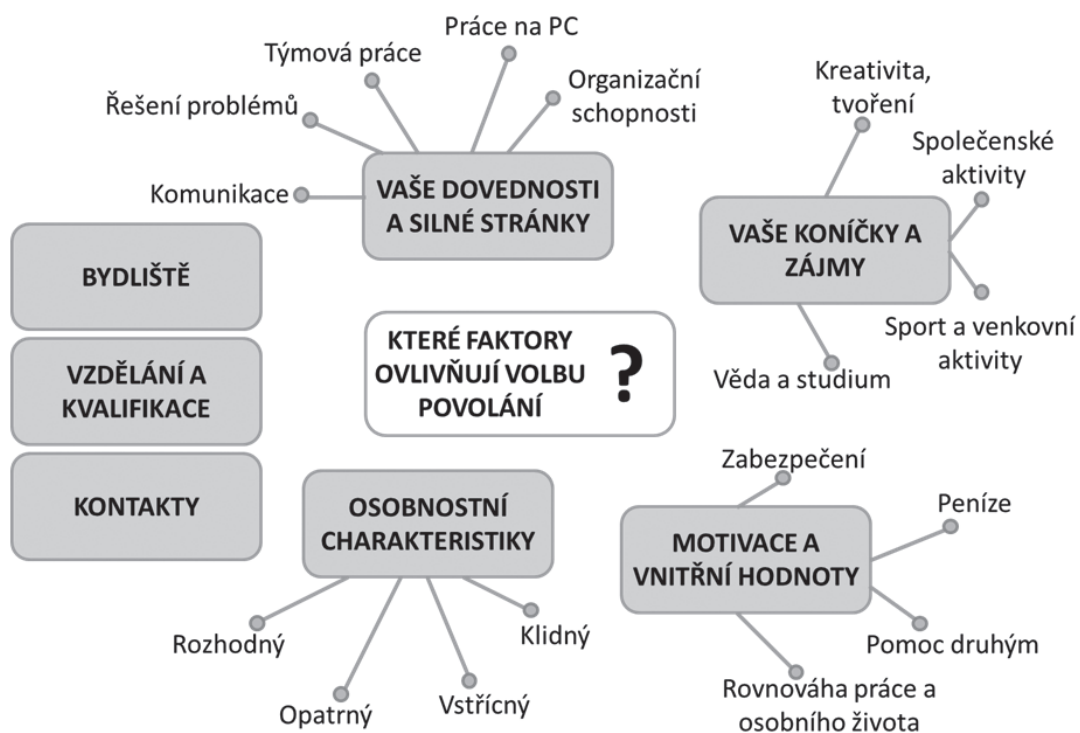 Práce na PC
Týmová práce
Řešení problémů
Organizační
schopnosti
Komunikace
VAŠE DOVEDNOSTI
A SILNÉ STRÁNKY
Kreativita,
tvoření
Společenské
aktivity
VAŠE KONÍČKY A
ZÁJMY
Sport a venkovní
aktivity
Věda a studium
BYDLIŠTĚ
VZDĚLÁNÍ A
KVALIFIKACE
KONTAKTY
KTERÉ FAKTORY
OVLIVŇUJÍ VOLBU
POVOLÁNÍ
?
OSOBNOSTNÍ
CHARAKTERISTIKY
Rozhodný
Opatrný
Vstřícný
Klidný
Zabezpečení
Peníze
MOTIVACE A
VNITŘNÍ HODNOTY
Pomoc druhým
Rovnováha práce a
osobního života